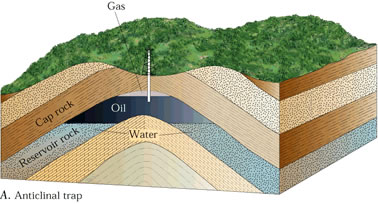 Gas
Oil
Cap rock
Reservoir rock
Water
A. Anticlinal trap